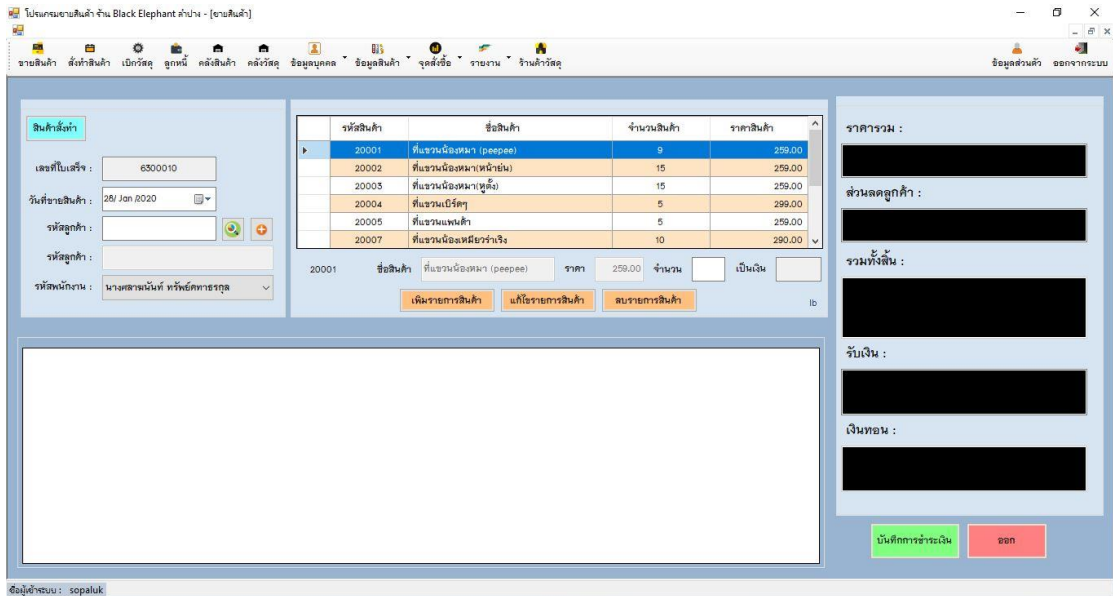 โปรแกรมขายสินค้า ร้าน Black Elephant ลำปาง - [ขายสินค้า]
ขายสินค้า สั่งทำสินค้า เบิกวัสดุ ลูกหนี้ คลังสินค้า คลังวัสดุ ข้อมูลบุคคล ข้อมูลสินค้า จุดสั่งซื้อ รายงาน ร้านค้าวัสดุ ข้อมูลส่วนตัว ออกจากระบบ
สินค้าสั่งทำ
เลขที่ใบเสร็จ : 6300010
วันที่ขายสินค้า : 28/ Jan /2020
รหัสลูกค้า :
รหัสลูกค้า :
รหัสพนักงาน :
รหัสสินค้า ชื่อสินค้า จำนวนสินค้า ราคาสินค้า
20001 ที่แขวนน้องหมา (peepee) 9 259.00
20002 ที่แขวนน้องหมา(หน้าย่น) 15 259.00
20003 ที่แขวนน้องหมา(หูตั้ง) 15 259.00
20004 ที่แขวนเบิร์ดๆ 5 299.00
20005 ที่แขวนแพนด้า 5 259.00
20007 ที่แขวนน้องเหมียวร่าเริง 10 290.00
20001 ชื่อสินค้า ที่แขวนน้องหมา (peepee) ราคา 259.00 จำนวน เป็นเงิน
เพิ่มรายการสินค้า แก้ไขรายการสินค้า ลบรายการสินค้า lb
ราคารวม :
ส่วนลดลูกค้า :
รวมทั้งสิ้น :
รับเงิน :
เงินทอน :
บันทึกการชำระเงิน ออก
ชื่อผู้เข้าระบบ : sopaluk